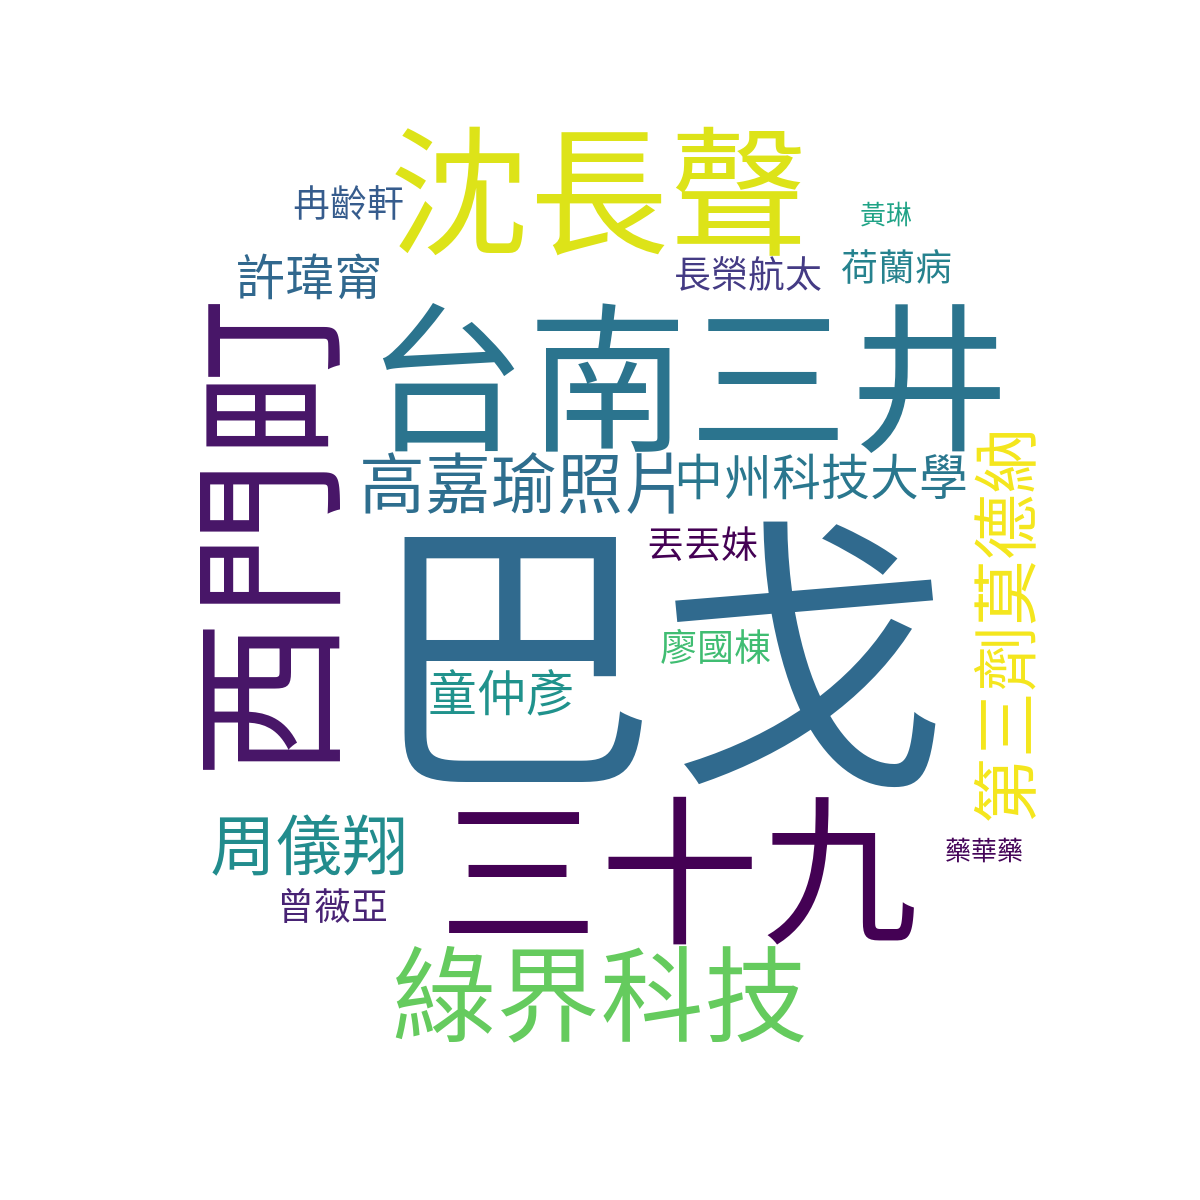 沈長聲
冉齡軒
黃琳
許瑋甯
長榮航太
荷蘭病
西門町
台南三井
高嘉瑜照片
中州科技大學
第三劑莫德納
丟丟妹
巴戈
廖國棟
童仲彥
三十九
周儀翔
藥華藥
曾薇亞
綠界科技